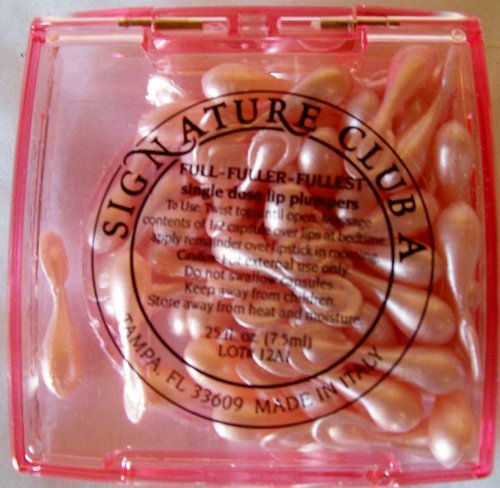 SIGNATURE CLUB A
FULL-FULLER-FULLEST
single dose lip plumpers
To Use: Twist top until open. Massage
contents of 1/2 capsule over lips at bedtime
apply remainder over lipstick in morning.
Caution: For external use only.
Do not swallow capsules.
Keep away from children.
Store away from heat and moisture.
.25 fl. oz. (7.5ml)
LOT# 12A1
TAMPA, FL 33609 MADE IN ITALY